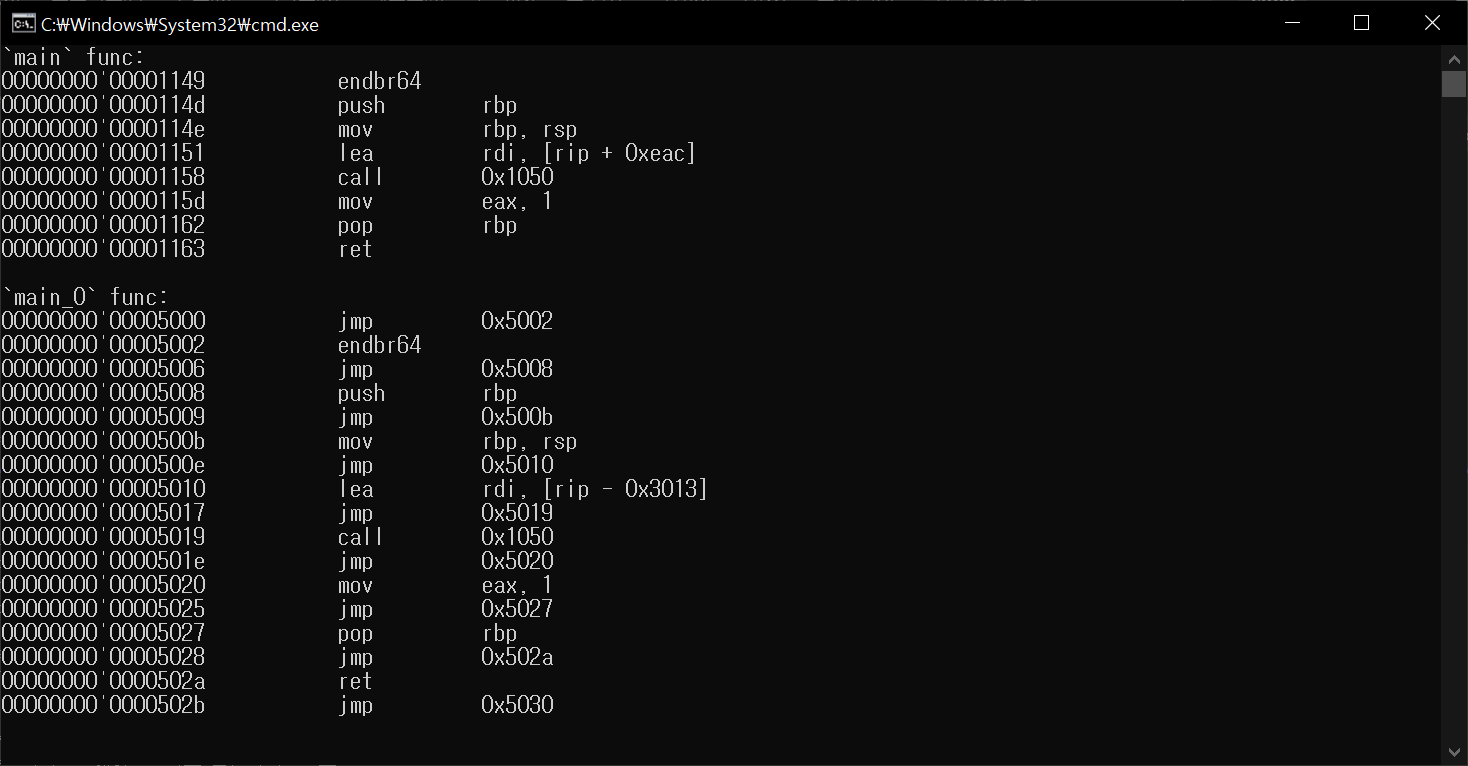 C:₩Windows₩System32₩cmd.exe
`main` func:
00000000'00001149 endbr64
00000000'0000114d push rbp
00000000'0000114e mov rbp, rsp
00000000'00001151 lea rdi, [rip + 0xeac]
00000000'00001158 call 0x1050
00000000'0000115d mov eax, 1
00000000'00001162 pop rbp
00000000'00001163 ret
`main_O` func:
00000000'00005000 jmp 0x5002
00000000'00005002 endbr64
00000000'00005006 jmp 0x5008
00000000'00005008 push rbp
00000000'00005009 jmp 0x500b
00000000'0000500b mov rbp, rsp
00000000'0000500e jmp 0x5010
00000000'00005010 lea rdi, [rip - 0x3013]
00000000'00005017 jmp 0x5019
00000000'00005019 call 0x1050
00000000'0000501e jmp 0x5020
00000000'00005020 mov eax, 1
00000000'00005025 jmp 0x5027
00000000'00005027 pop rbp
00000000'00005028 jmp 0x502a
00000000'0000502a ret
00000000'0000502b jmp 0x5030